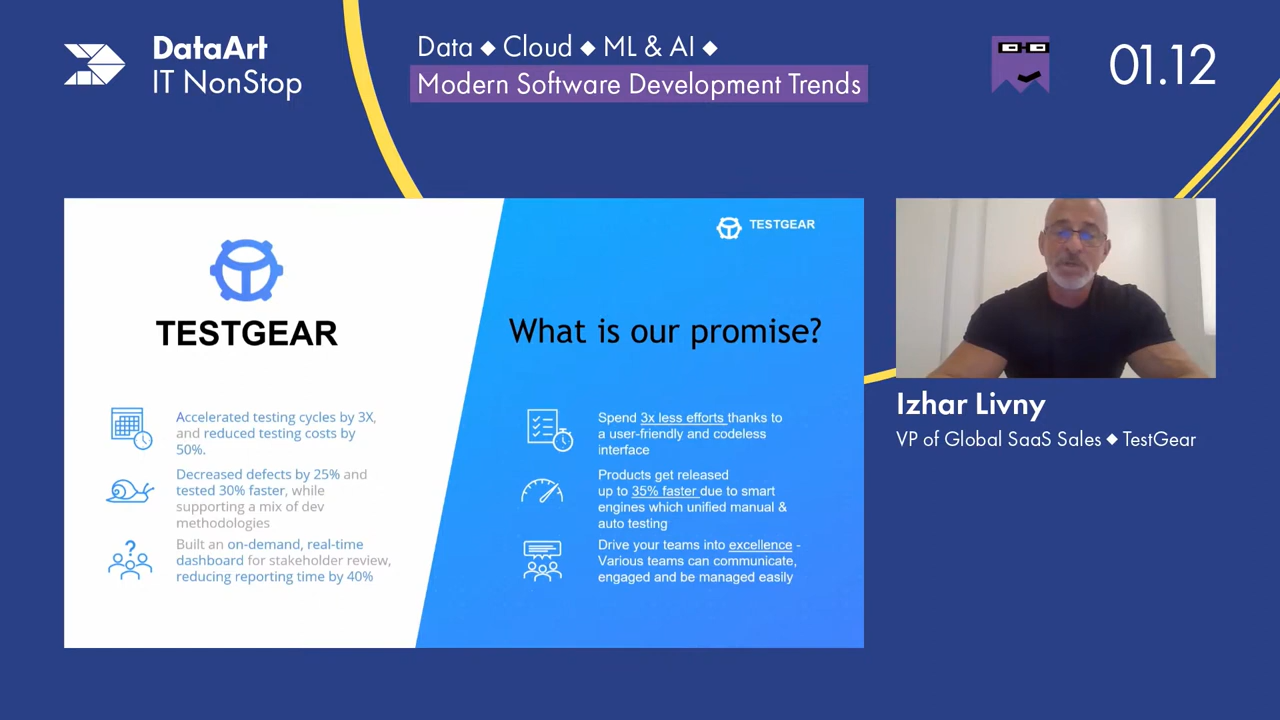 DataArt
IT NonStop
Data ◆ Cloud ◆ ML & AI ◆
Modern Software Development Trends
01.12
TESTGEAR
Accelerated testing cycles by 3X,
and reduced testing costs by
50%.
Decreased defects by 25% and
tested 30% faster, while
supporting a mix of dev
methodologies
Built an on-demand, real-time
dashboard for stakeholder review,
reducing reporting time by 40%
TESTGEAR
What is our promise?
Spend 3x less efforts thanks to
a user-friendly and codeless
interface
Products get released
up to 35% faster due to smart
engines which unified manual &
auto testing
Drive your teams into excellence -
Various teams can communicate,
engaged and be managed easily
Izhar Livny
VP of Global SaaS Sales ◆ TestGear